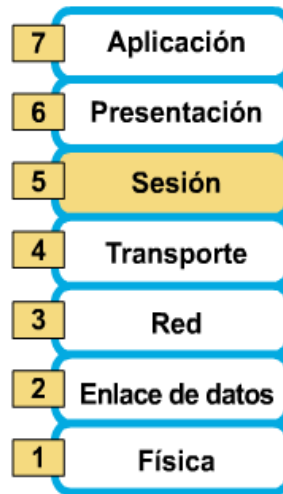 7 Aplicación
6 Presentación
5 Sesión
4 Transporte
3 Red
2 Enlace de datos
1 Física